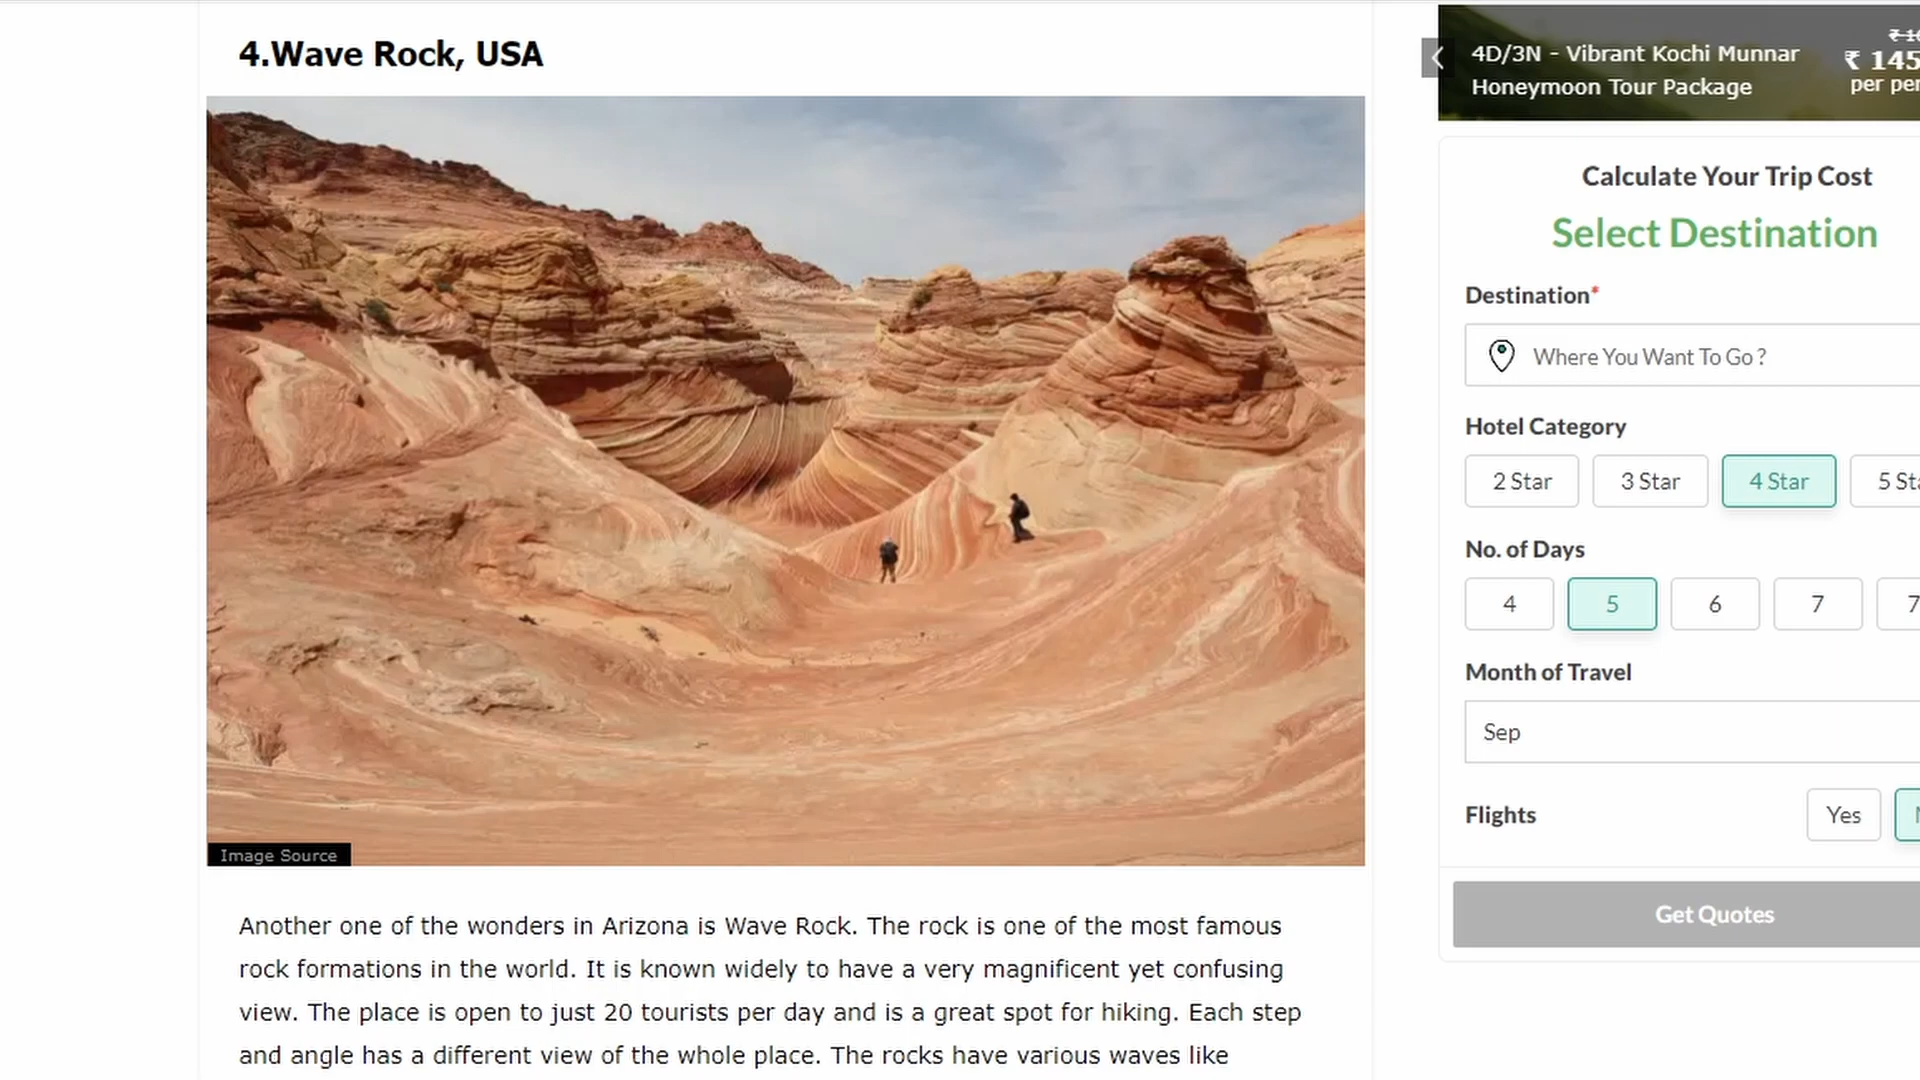 4.Wave Rock, USA
Image Source
Another one of the wonders in Arizona is Wave Rock. The rock is one of the most famous
rock formations in the world. It is known widely to have a very magnificent yet confusing
view. The place is open to just 20 tourists per day and is a great spot for hiking. Each step
and angle has a different view of the whole place. The rocks have various waves like
4D/3N - Vibrant Kochi Munnar
Honeymoon Tour Package
₹ 145
per per
Calculate Your Trip Cost
Select Destination
Destination*
Where You Want To Go ?
Hotel Category
2 Star 3 Star 4 Star 5 Sta
No. of Days
4 5 6 7 7
Month of Travel
Sep
Flights Yes
Get Quotes